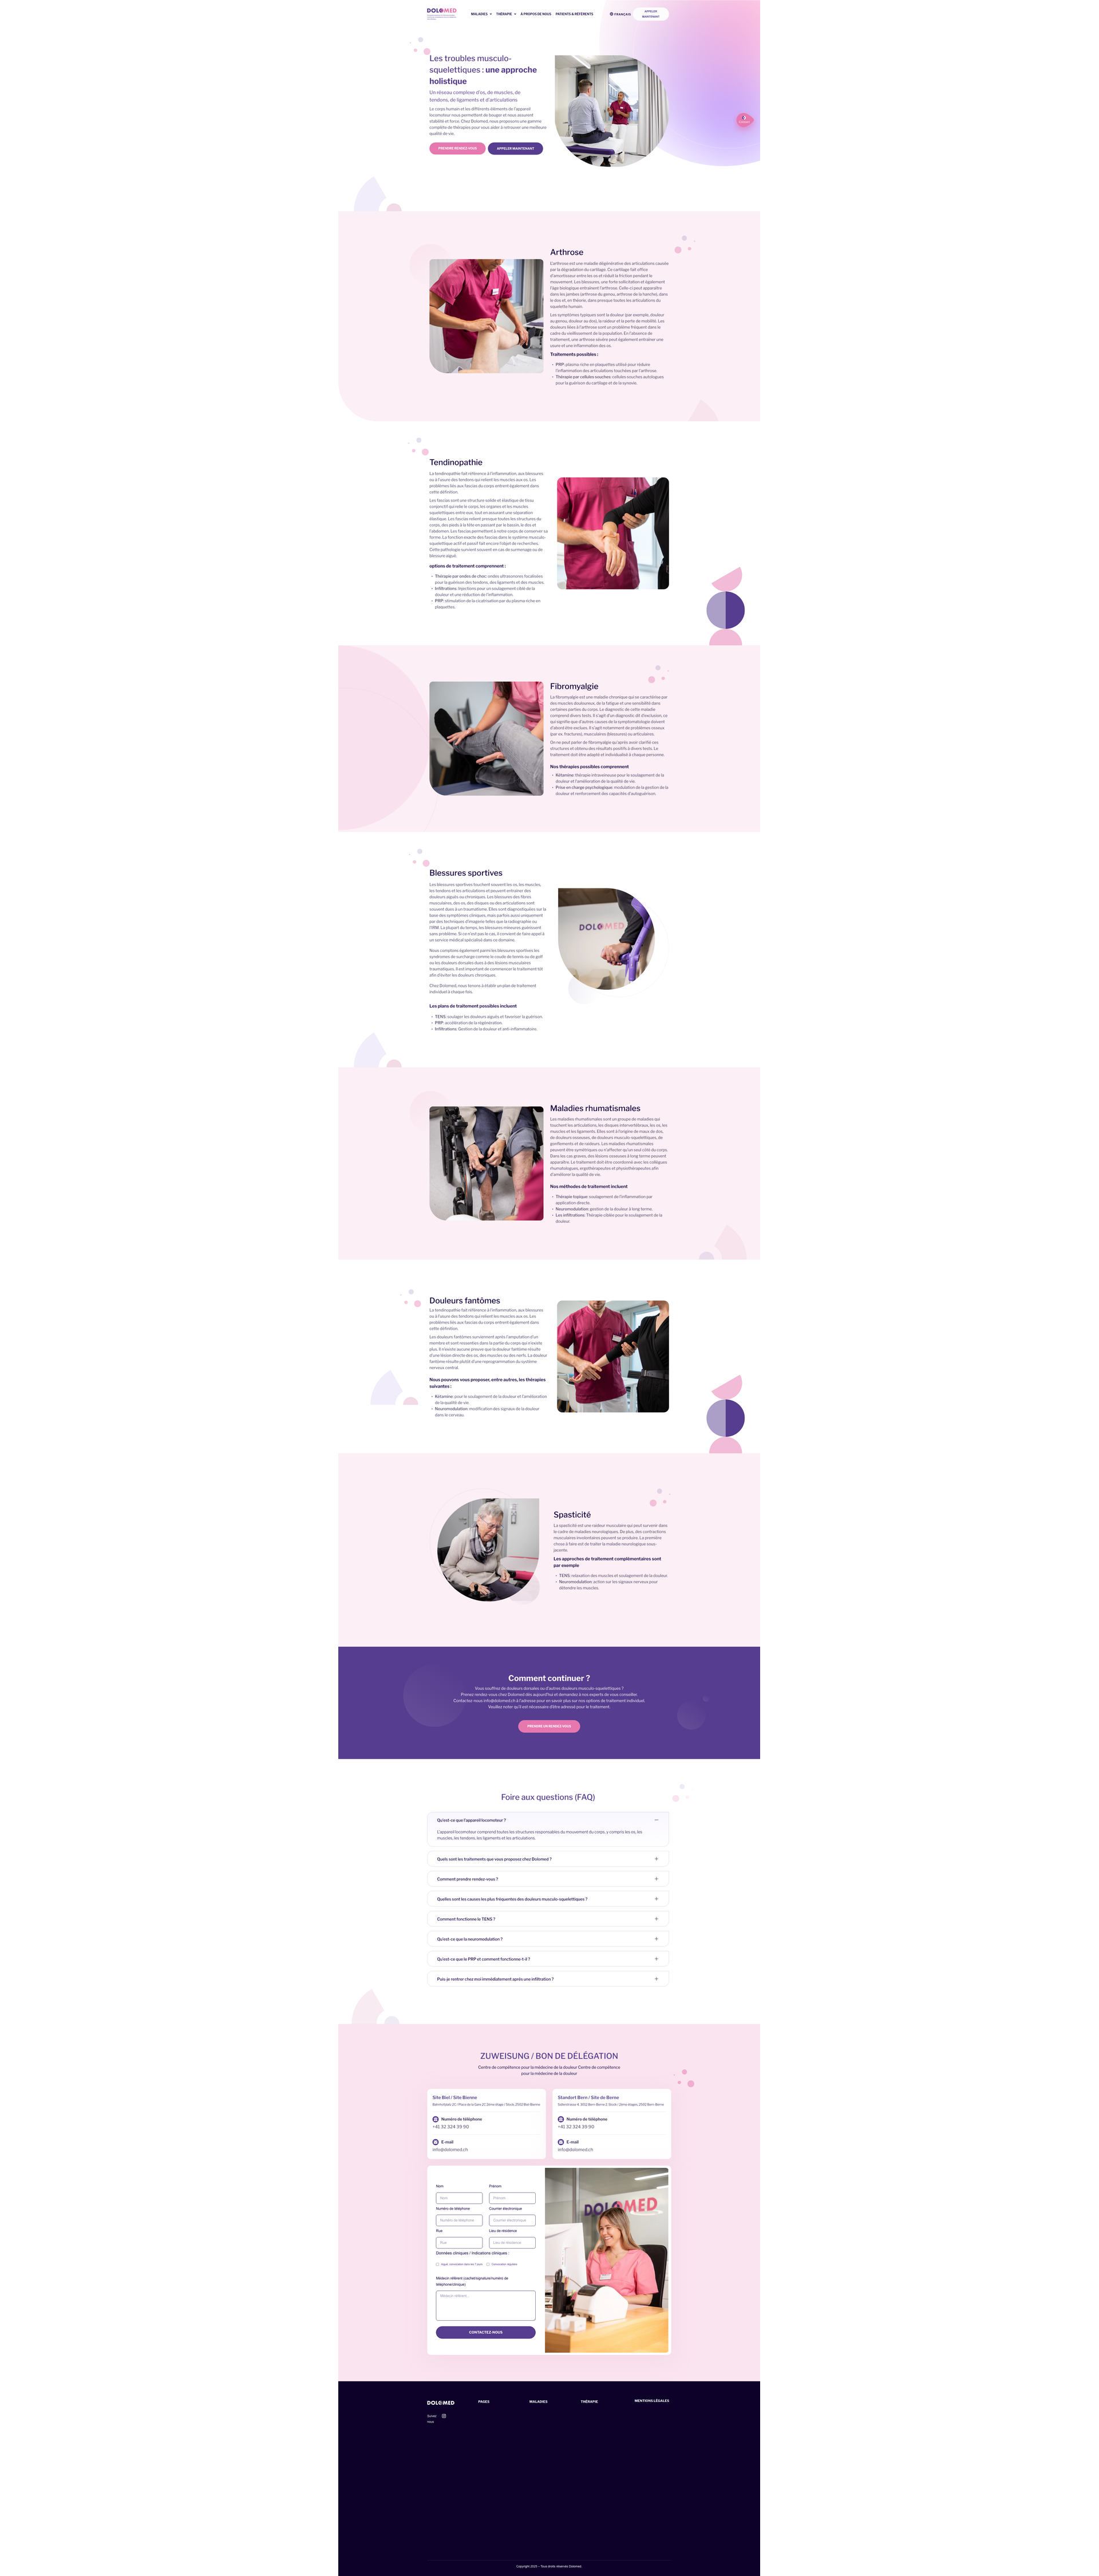 DOLOMED
MALADIES
THÉRAPIE
À PROPOS DE NOUS
PATIENTS & RÉFÉRENTS
FRANÇAIS
APPELER
MAINTENANT
Les troubles musculo-
squelettiques : une approche
holistique
Un réseau complexe d'os, de muscles, de
tendons, de ligaments et d'articulations
Le corps humain et les différents éléments de l'appareil
locomoteur nous permettent de bouger et nous assurent
stabilité et force. Chez Dolomed, nous proposons une gamme
complète de thérapies pour vous aider à retrouver une meilleure
qualité de vie.
PRENDRE RENDEZ-VOUS
APPELER MAINTENANT
Arthrose
L'arthrose est une maladie dégénérative des articulations causée
par la dégradation du cartilage. Ce cartilage fait office
d'amortisseur entre les os et réduit la friction pendant le
mouvement. Les blessures, une forte sollicitation et également
l'âge biologique entraînent l'arthrose. Celle-ci peut apparaître
dans les jambes (arthrose du genou, arthrose de la hanche), dans
le dos et, en théorie, dans presque toutes les articulations du
squelette humain.
Les symptômes typiques sont la douleur (par exemple, douleur
au genou, douleur au dos), la raideur et la perte de mobilité. Les
douleurs liées à l'arthrose sont un problème fréquent dans le
cadre du vieillissement de la population. En l'absence de
traitement, une arthrose sévère peut également entraîner une
usure et une inflammation des os.
Traitements possibles :
PRP: plasma riche en plaquettes utilisé pour réduire
l'inflammation des articulations touchées par l'arthrose.
Thérapie par cellules souches: cellules souches autologues
pour la guérison du cartilage et de la synovie.
Tendinopathie
La tendinopathie fait référence à l'inflammation, aux blessures
ou à l'usure des tendons qui relient les muscles aux os. Les
problèmes liés aux fascias du corps entrent également dans
cette définition.
Les fascias sont une structure solide et élastique de tissu
conjonctif qui relie le corps, les organes et les muscles
squelettiques entre eux, tout en assurant une séparation
élastique. Les fascias relient presque toutes les structures du
corps, des pieds à la tête en passant par le bassin, le dos et
l'abdomen. Les fascias permettent à notre corps de conserver sa
forme. La fonction exacte des fascias dans le système musculo-
squelettique actif et passif fait encore l'objet de recherches.
Cette pathologie survient souvent en cas de surmenage ou de
blessure aiguë.
options de traitement comprennent :
Thérapie par ondes de choc: ondes ultrasonores focalisées
pour la guérison des tendons, des ligaments et des muscles
Infiltrations: Injections pour un soulagement ciblé de la
douleur et une réduction de l'inflammation.
PRP: stimulation de la cicatrisation par du plasma riche en
plaquettes.
Fibromyalgie
La fibromyalgie est une maladie chronique qui se caractérise par
des muscles douloureux, de la fatigue et une sensibilité dans
certaines parties du corps. Le diagnostic de cette maladie
comprend divers tests. Il s'agit d'un diagnostic dit d'exclusion, ce
qui signifie que d'autres causes de la symptomatologie doivent
d'abord être exclues. Il s'agit notamment de problèmes osseux
(par ex. fractures), musculaires (blessures) ou articulaires.
On ne peut parler de fibromyalgie qu'après avoir clarifié ces
structures et obtenu des résultats positifs à divers tests. Le
traitement doit être adapté et individualisé à chaque personne.
Nos thérapies possibles comprennent
Kétamine: thérapie intraveineuse pour le soulagement de la
douleur et l'amélioration de la qualité de vie.
Prise en charge psychologique: modulation de la gestion de la
douleur et renforcement des capacités d'autoguérison.
Blessures sportives
Les blessures sportives touchent souvent les os, les muscles,
les tendons et les articulations et peuvent entraîner des
douleurs aiguës ou chroniques. Les blessures des fibres
musculaires, des os, des disques ou des articulations sont
souvent dues à un traumatisme. Elles sont diagnostiquées sur la
base des symptômes cliniques, mais parfois aussi uniquement
par des techniques d'imagerie telles que la radiographie ou
l'IRM. La plupart du temps, les blessures mineures guérissent
sans problème. Si ce n'est pas le cas, il convient de faire appel à
un service médical spécialisé dans ce domaine.
Nous comptons également parmi les blessures sportives les
syndromes de surcharge comme le coude de tennis ou de golf
ou les douleurs dorsales dues à des lésions musculaires
traumatiques. Il est important de commencer le traitement tôt
afin d'éviter les douleurs chroniques.
Chez Dolomed, nous tenons à établir un plan de traitement
individuel à chaque fois.
Les plans de traitement possibles incluent
TENS: soulager les douleurs aiguës et favoriser la guérison.
PRP: accélération de la régénération.
Infiltrations: Gestion de la douleur et anti-inflammatoire.
DOLOMED
Maladies rhumatismales
Les maladies rhumatismales sont un groupe de maladies qui
touchent les articulations, les disques intervertébraux, les os, les
muscles et les ligaments. Elles sont à l'origine de maux de dos,
de douleurs osseuses, de douleurs musculo-squelettiques, de
gonflements et de raideurs. Les maladies rhumatismales
peuvent être symétriques ou n'affecter qu'un seul côté du corps.
Dans les cas graves, des lésions osseuses à long terme peuvent
apparaître. Le traitement doit être coordonné avec les collègues
rhumatologues, ergothérapeutes et physiothérapeutes afin
d'améliorer la qualité de vie.
Nos méthodes de traitement incluent
Thérapie topique: soulagement de l'inflammation par
application directe.
Neuromodulation: gestion de la douleur à long terme.
Les infiltrations: Thérapie ciblée pour le soulagement de la
douleur.
Douleurs fantômes
La tendinopathie fait référence à l'inflammation, aux blessures
ou à l'usure des tendons qui relient les muscles aux os. Les
problèmes liés aux fascias du corps entrent également dans
cette définition.
Les douleurs fantômes surviennent après l'amputation d'un
membre et sont ressenties dans la partie du corps qui n'existe
plus. Il n'existe aucune preuve que la douleur fantôme résulte
d'une lésion directe des os, des muscles ou des nerfs. La douleur
fantôme résulte plutôt d'une reprogrammation du système
nerveux central.
Nous pouvons vous proposer, entre autres, les thérapies
suivantes :
Kétamine: pour le soulagement de la douleur et l'amélioration
de la qualité de vie.
Neuromodulation: modification des signaux de la douleur
dans le cerveau.
Spasticité
La spasticité est une raideur musculaire qui peut survenir dans
le cadre de maladies neurologiques. De plus, des contractions
musculaires involontaires peuvent se produire. La première
chose à faire est de traiter la maladie neurologique sous-
jacente.
Les approches de traitement complémentaires sont
par exemple
TENS: relaxation des muscles et soulagement de la douleur.
Neuromodulation: action sur les signaux nerveux pour
détendre les muscles.
Comment continuer ?
Vous souffrez de douleurs dorsales ou d'autres douleurs musculo-squelettiques ?
Prenez rendez-vous chez Dolomed dès aujourd'hui et demandez à nos experts de vous conseiller.
Contactez-nous info@dolomed.ch à l'adresse pour en savoir plus sur nos options de traitement individuel.
Veuillez noter qu'il est nécessaire d'être adressé pour le traitement.
PRENDRE UN RENDEZ-VOUS
Foire aux questions (FAQ)
Qu'est-ce que l'appareil locomoteur ?
L'appareil locomoteur comprend toutes les structures responsables du mouvement du corps, y compris les os, les
muscles, les tendons, les ligaments et les articulations.
Quels sont les traitements que vous proposez chez Dolomed ?
Comment prendre rendez-vous ?
Quelles sont les causes les plus fréquentes des douleurs musculo-squelettiques ?
Comment fonctionne le TENS ?
Qu'est-ce que la neuromodulation ?
Qu'est-ce que le PRP et comment fonctionne-t-il ?
Puis-je rentrer chez moi immédiatement après une infiltration ?
ZUWEISUNG / BON DE DÉLÉGATION
Centre de compétence pour la médecine de la douleur Centre de compétence
pour la médecine de la douleur
Site Biel / Site Bienne
Numéro de téléphone
+41 32 324 39 90
E-mail
info@dolomed.ch
Standort Bern / Site de Berne
Numéro de téléphone
+41 32 324 39 90
E-mail
info@dolomed.ch
Nom
Prénom
Nom
Prénom
Numéro de téléphone
Courrier électronique
Numéro de téléphone
Courrier électronique
Rue
Lieu de résidence
Rue
Lieu de résidence
Données cliniques / Indications cliniques :
Médecin référent (cachet/signature/numéro de
téléphone/clinique)
Médecin référent...
CONTACTEZ-NOUS
DOLOMED
DOLOMED
PAGES
MALADIES
THÉRAPIE
MENTIONS LÉGALES
Suivez
nous
Copyright 2025 – Tous droits réservés Dolomed